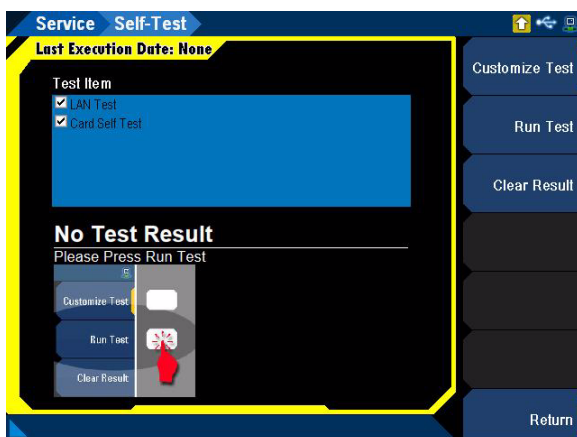 Service Self-Test
Last Execution Date: None
Test Item
LAN Test
Card Self Test
No Test Result
Please Press Run Test
Customize Test
Run Test
Clear Result
Customize Test
Run Test
Clear Result
Return